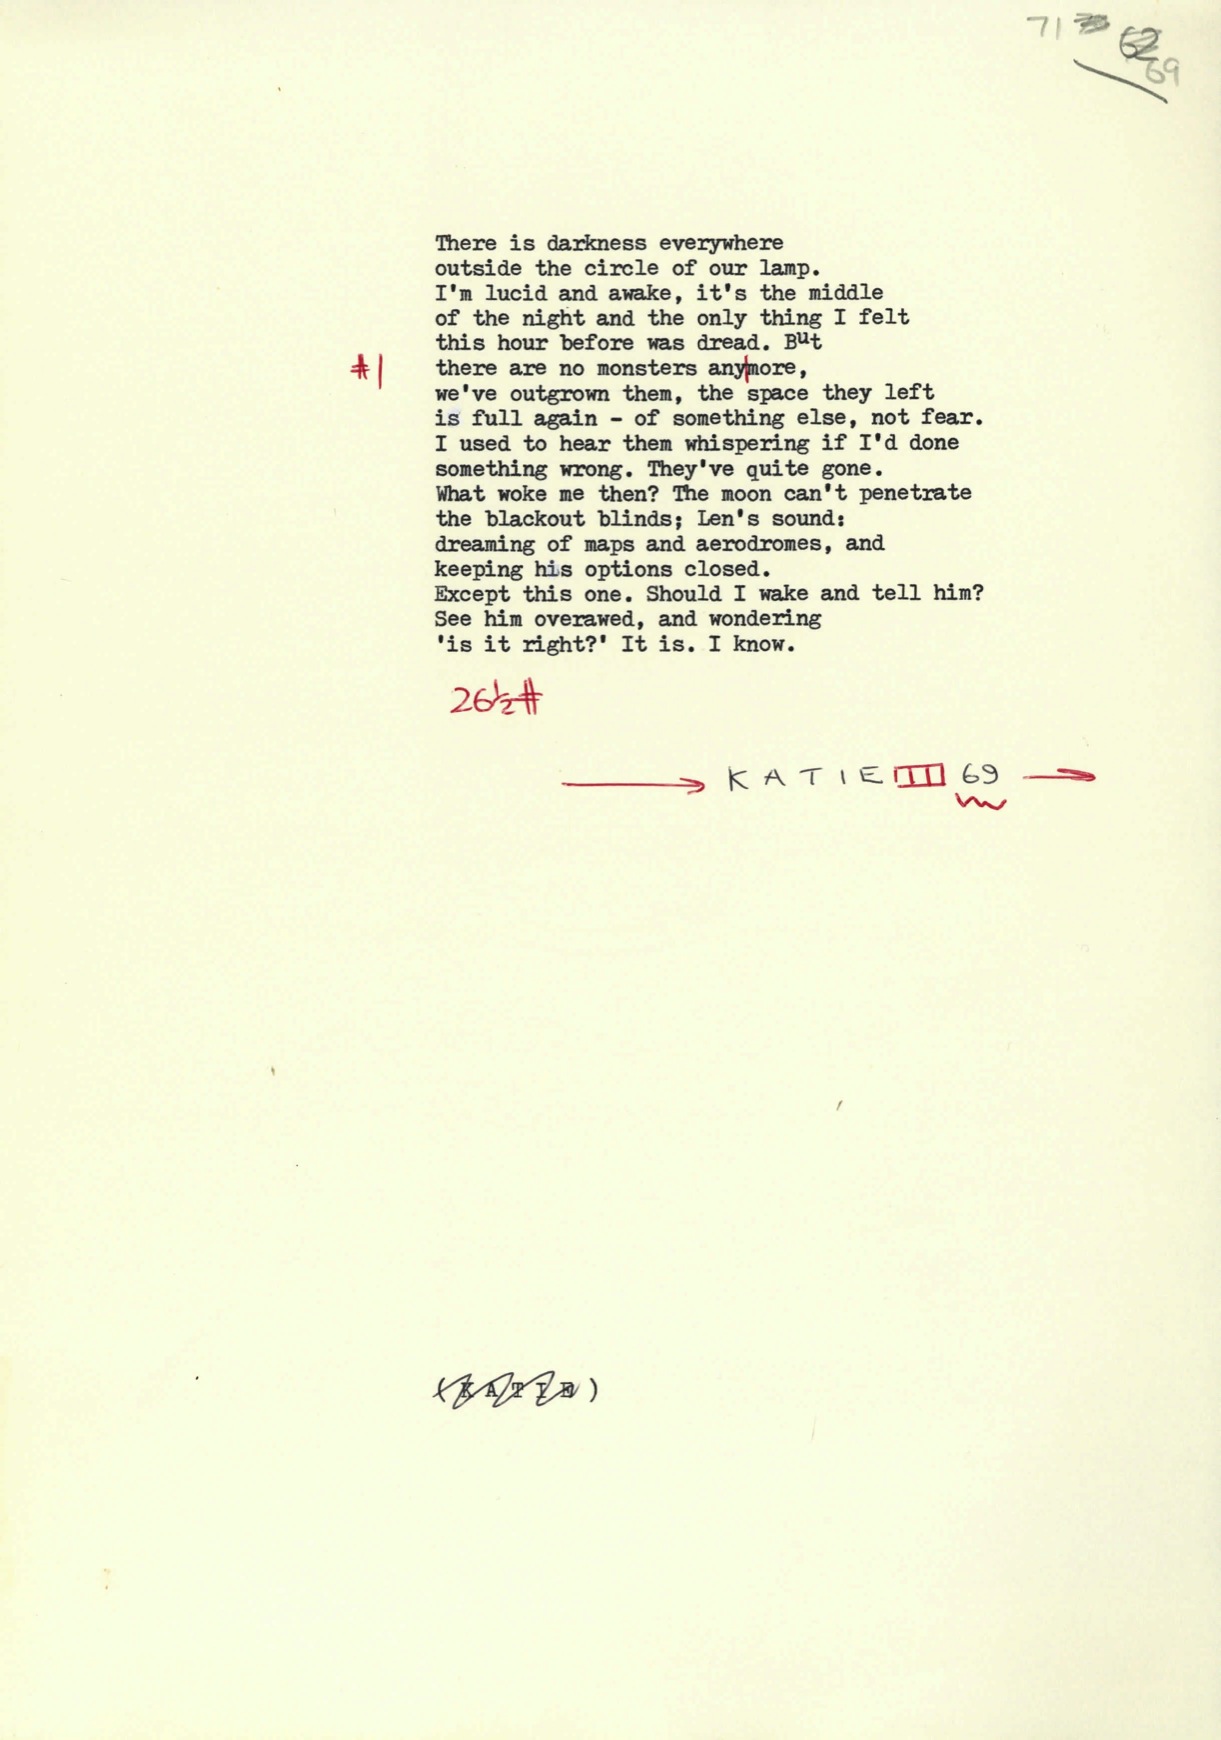 71 62
69
There is darkness everywhere
outside the circle of our lamp.
I'm lucid and awake, it's the middle
of the night and the only thing I felt
this hour before was dread. But
#| there are no monsters anymore,
we've outgrown them, the space they left
is full again - of something else, not fear.
I used to hear them whispering if I'd done
something wrong. They've quite gone.
What woke me then? The moon can't penetrate
the blackout blinds; Len's sound:
dreaming of maps and aerodromes, and
keeping his options closed.
Except this one. Should I wake and tell him?
See him overawed, and wondering
'is it right?' It is. I know.
26½#
KATIE 69
(KATIE)